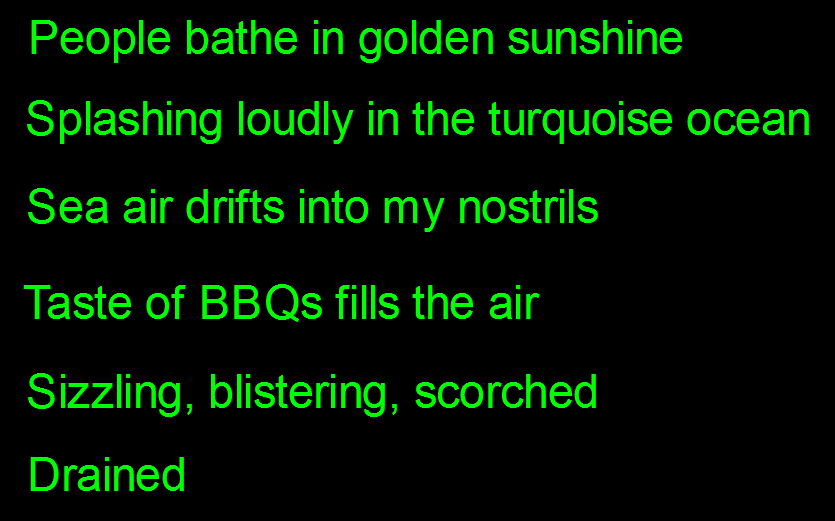 People bathe in golden sunshine
Splashing loudly in the turquoise ocean
Sea air drifts into my nostrils
Taste of BBQs fills the air
Sizzling, blistering, scorched
Drained